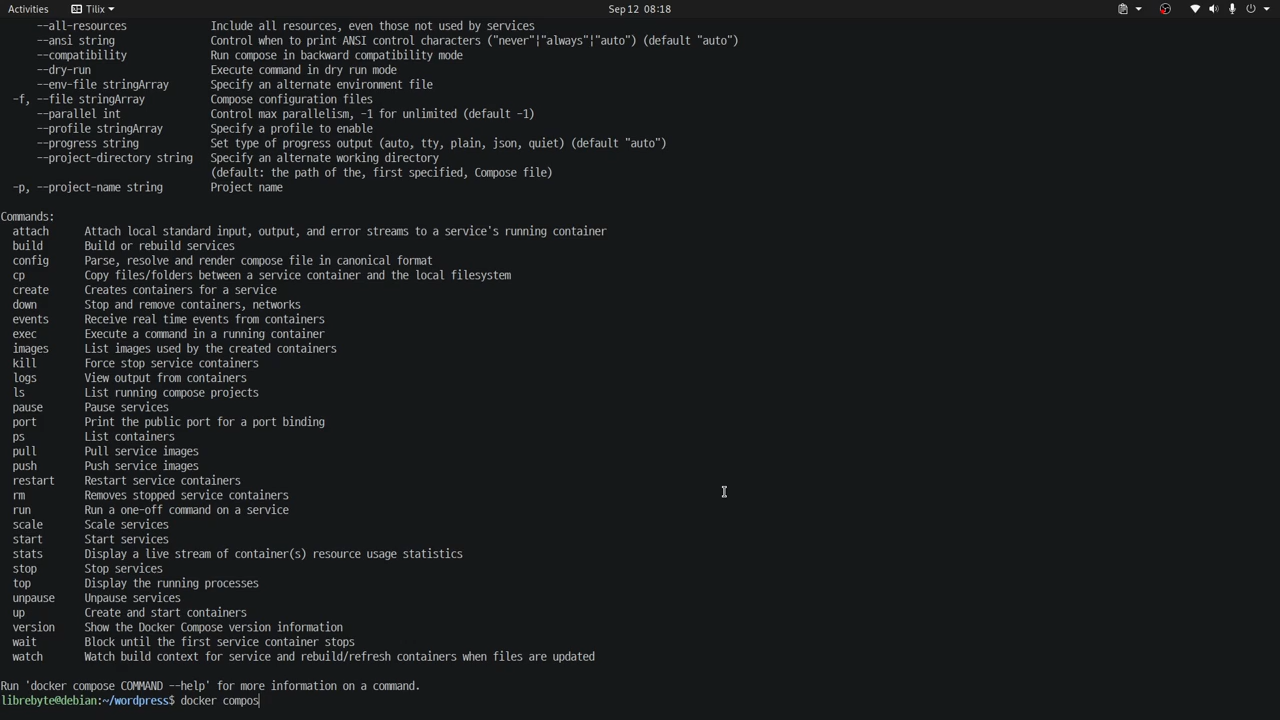 Activities Tilix Sep 12 08:18
--all-resources Include all resources, even those not used by services
--ansi string Control when to print ANSI control characters ("never"|"always"|"auto") (default "auto")
--compatibility Run compose in backward compatibility mode
--dry-run Execute command in dry run mode
--env-file stringArray Specify an alternate environment file
-f, --file stringArray Compose configuration files
--parallel int Control max parallelism, -1 for unlimited (default -1)
--profile stringArray Specify a profile to enable
--progress string Set type of progress output (auto, tty, plain, json, quiet) (default "auto")
--project-directory string Specify an alternate working directory
(default: the path of the, first specified, Compose file)
-p, --project-name string Project name
Commands:
attach Attach local standard input, output, and error streams to a service's running container
build Build or rebuild services
config Parse, resolve and render compose file in canonical format
cp Copy files/folders between a service container and the local filesystem
create Creates containers for a service
down Stop and remove containers, networks
events Receive real time events from containers
exec Execute a command in a running container
images List images used by the created containers
kill Force stop service containers
logs View output from containers
ls List running compose projects
pause Pause services
port Print the public port for a port binding
ps List containers
pull Pull service images
push Push service images
restart Restart service containers
rm Removes stopped service containers
run Run a one-off command on a service
scale Scale services
start Start services
stats Display a live stream of container(s) resource usage statistics
stop Stop services
top Display the running processes
unpause Unpause services
up Create and start containers
version Show the Docker Compose version information
wait Block until the first service container stops
watch Watch build context for service and rebuild/refresh containers when files are updated
Run 'docker compose COMMAND --help' for more information on a command.
librebyte@debian:~/wordpress$ docker compos